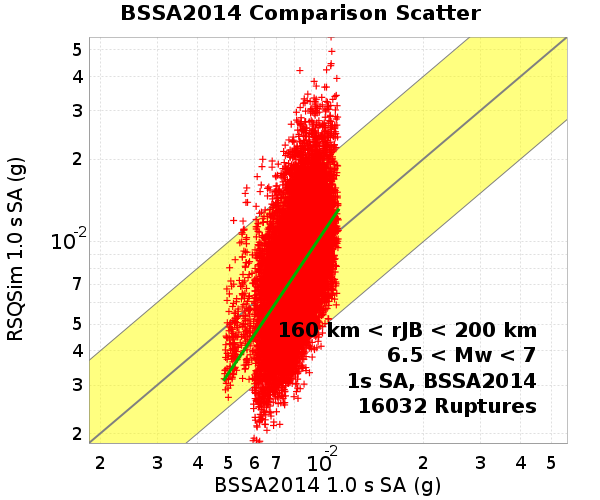 BSSA2014 Comparison Scatter
RSQSim 1.0 s SA (g)
5
4
3
2
10-2
7
5
4
3
2
160 km < rJB < 200 km
6.5 < Mw < 7
1s SA, BSSA2014
16032 Ruptures
2 3 4 5 6 7 10-2 2 3 4 5
BSSA2014 1.0 s SA (g)